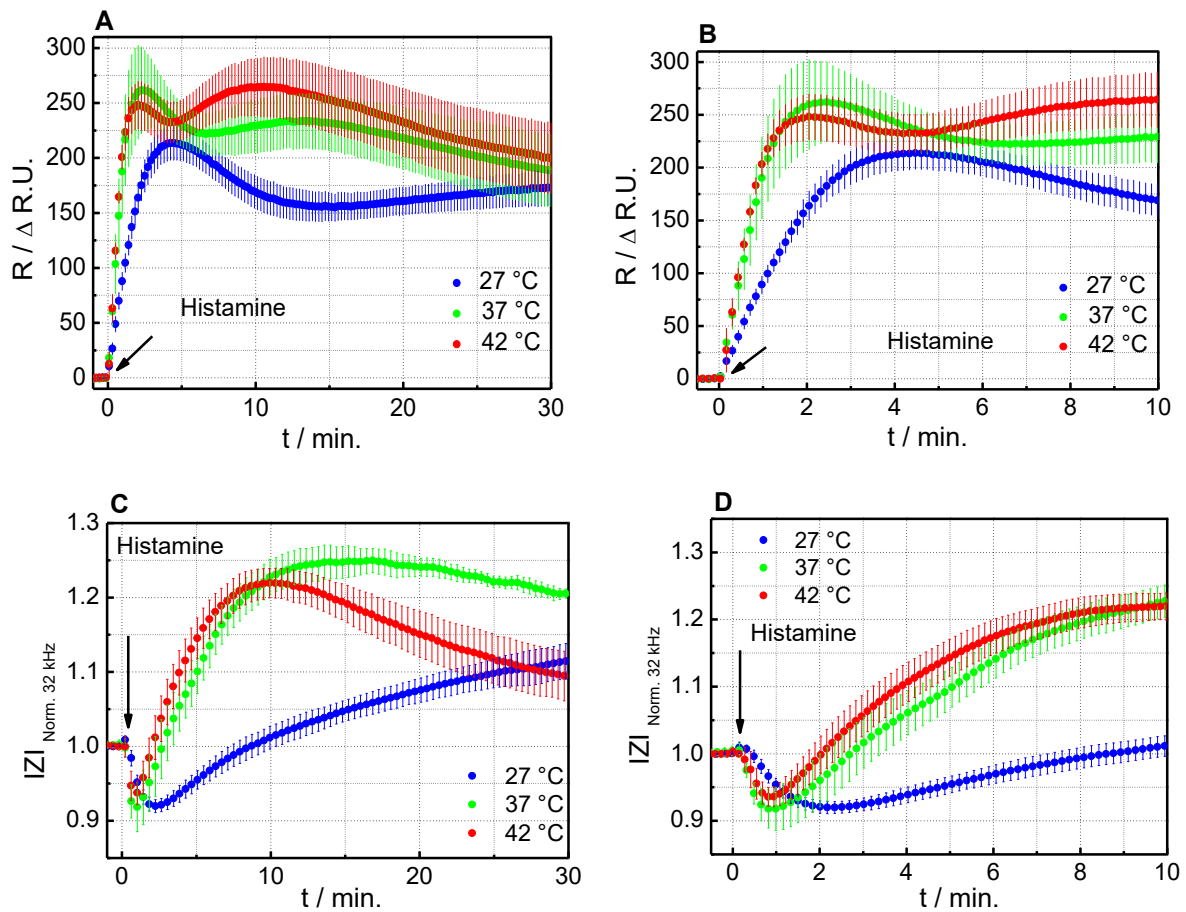 A
R / Δ R.U.
300
250
200
150
100
50
0
Histamine
27 °C
37 °C
42 °C
0 10 20 30
t / min.
B
R / Δ R.U.
300
250
200
150
100
50
0
Histamine
27 °C
37 °C
42 °C
0 2 4 6 8 10
t / min.
C
IZI Norm. 32 kHz
1.3
1.2
1.1
1.0
0.9
Histamine
27 °C
37 °C
42 °C
0 10 20 30
t / min.
D
IZI Norm. 32 kHz
1.3
1.2
1.1
1.0
0.9
27 °C
37 °C
42 °C
Histamine
0 2 4 6 8 10
t / min.